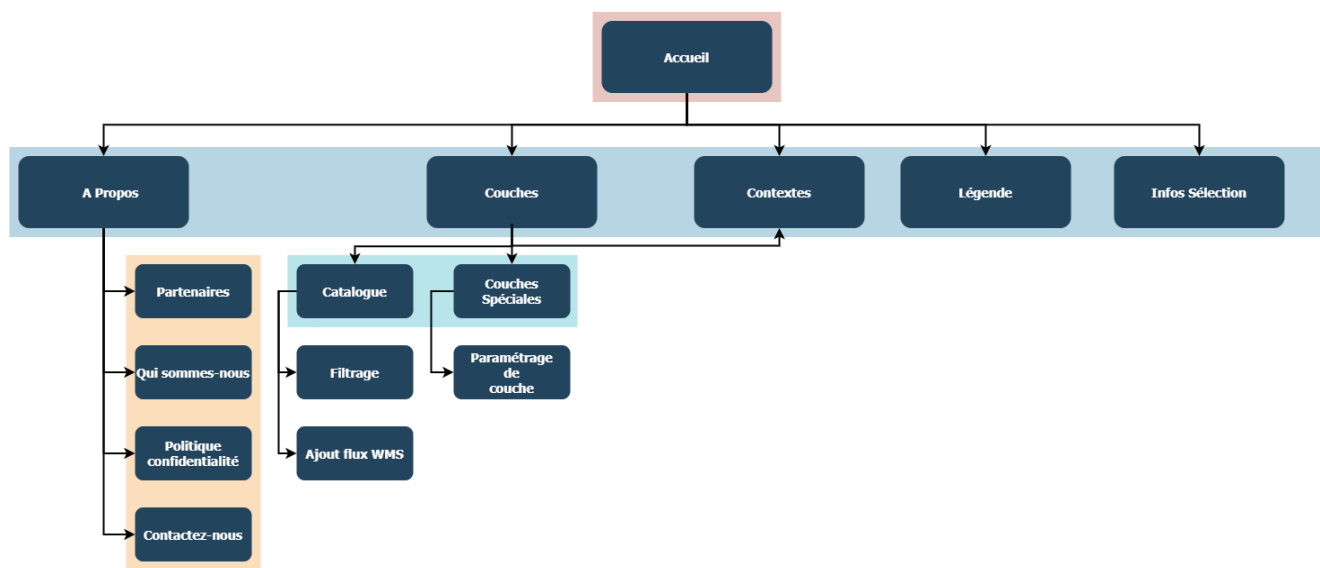 Accueil
A Propos
Couches
Contextes
Légende
Infos Sélection
Partenaires
Catalogue
Couches
Spéciales
Qui sommes-nous
Filtrage
Paramétrage
de
couche
Politique
confidentialité
Ajout flux WMS
Contactez-nous